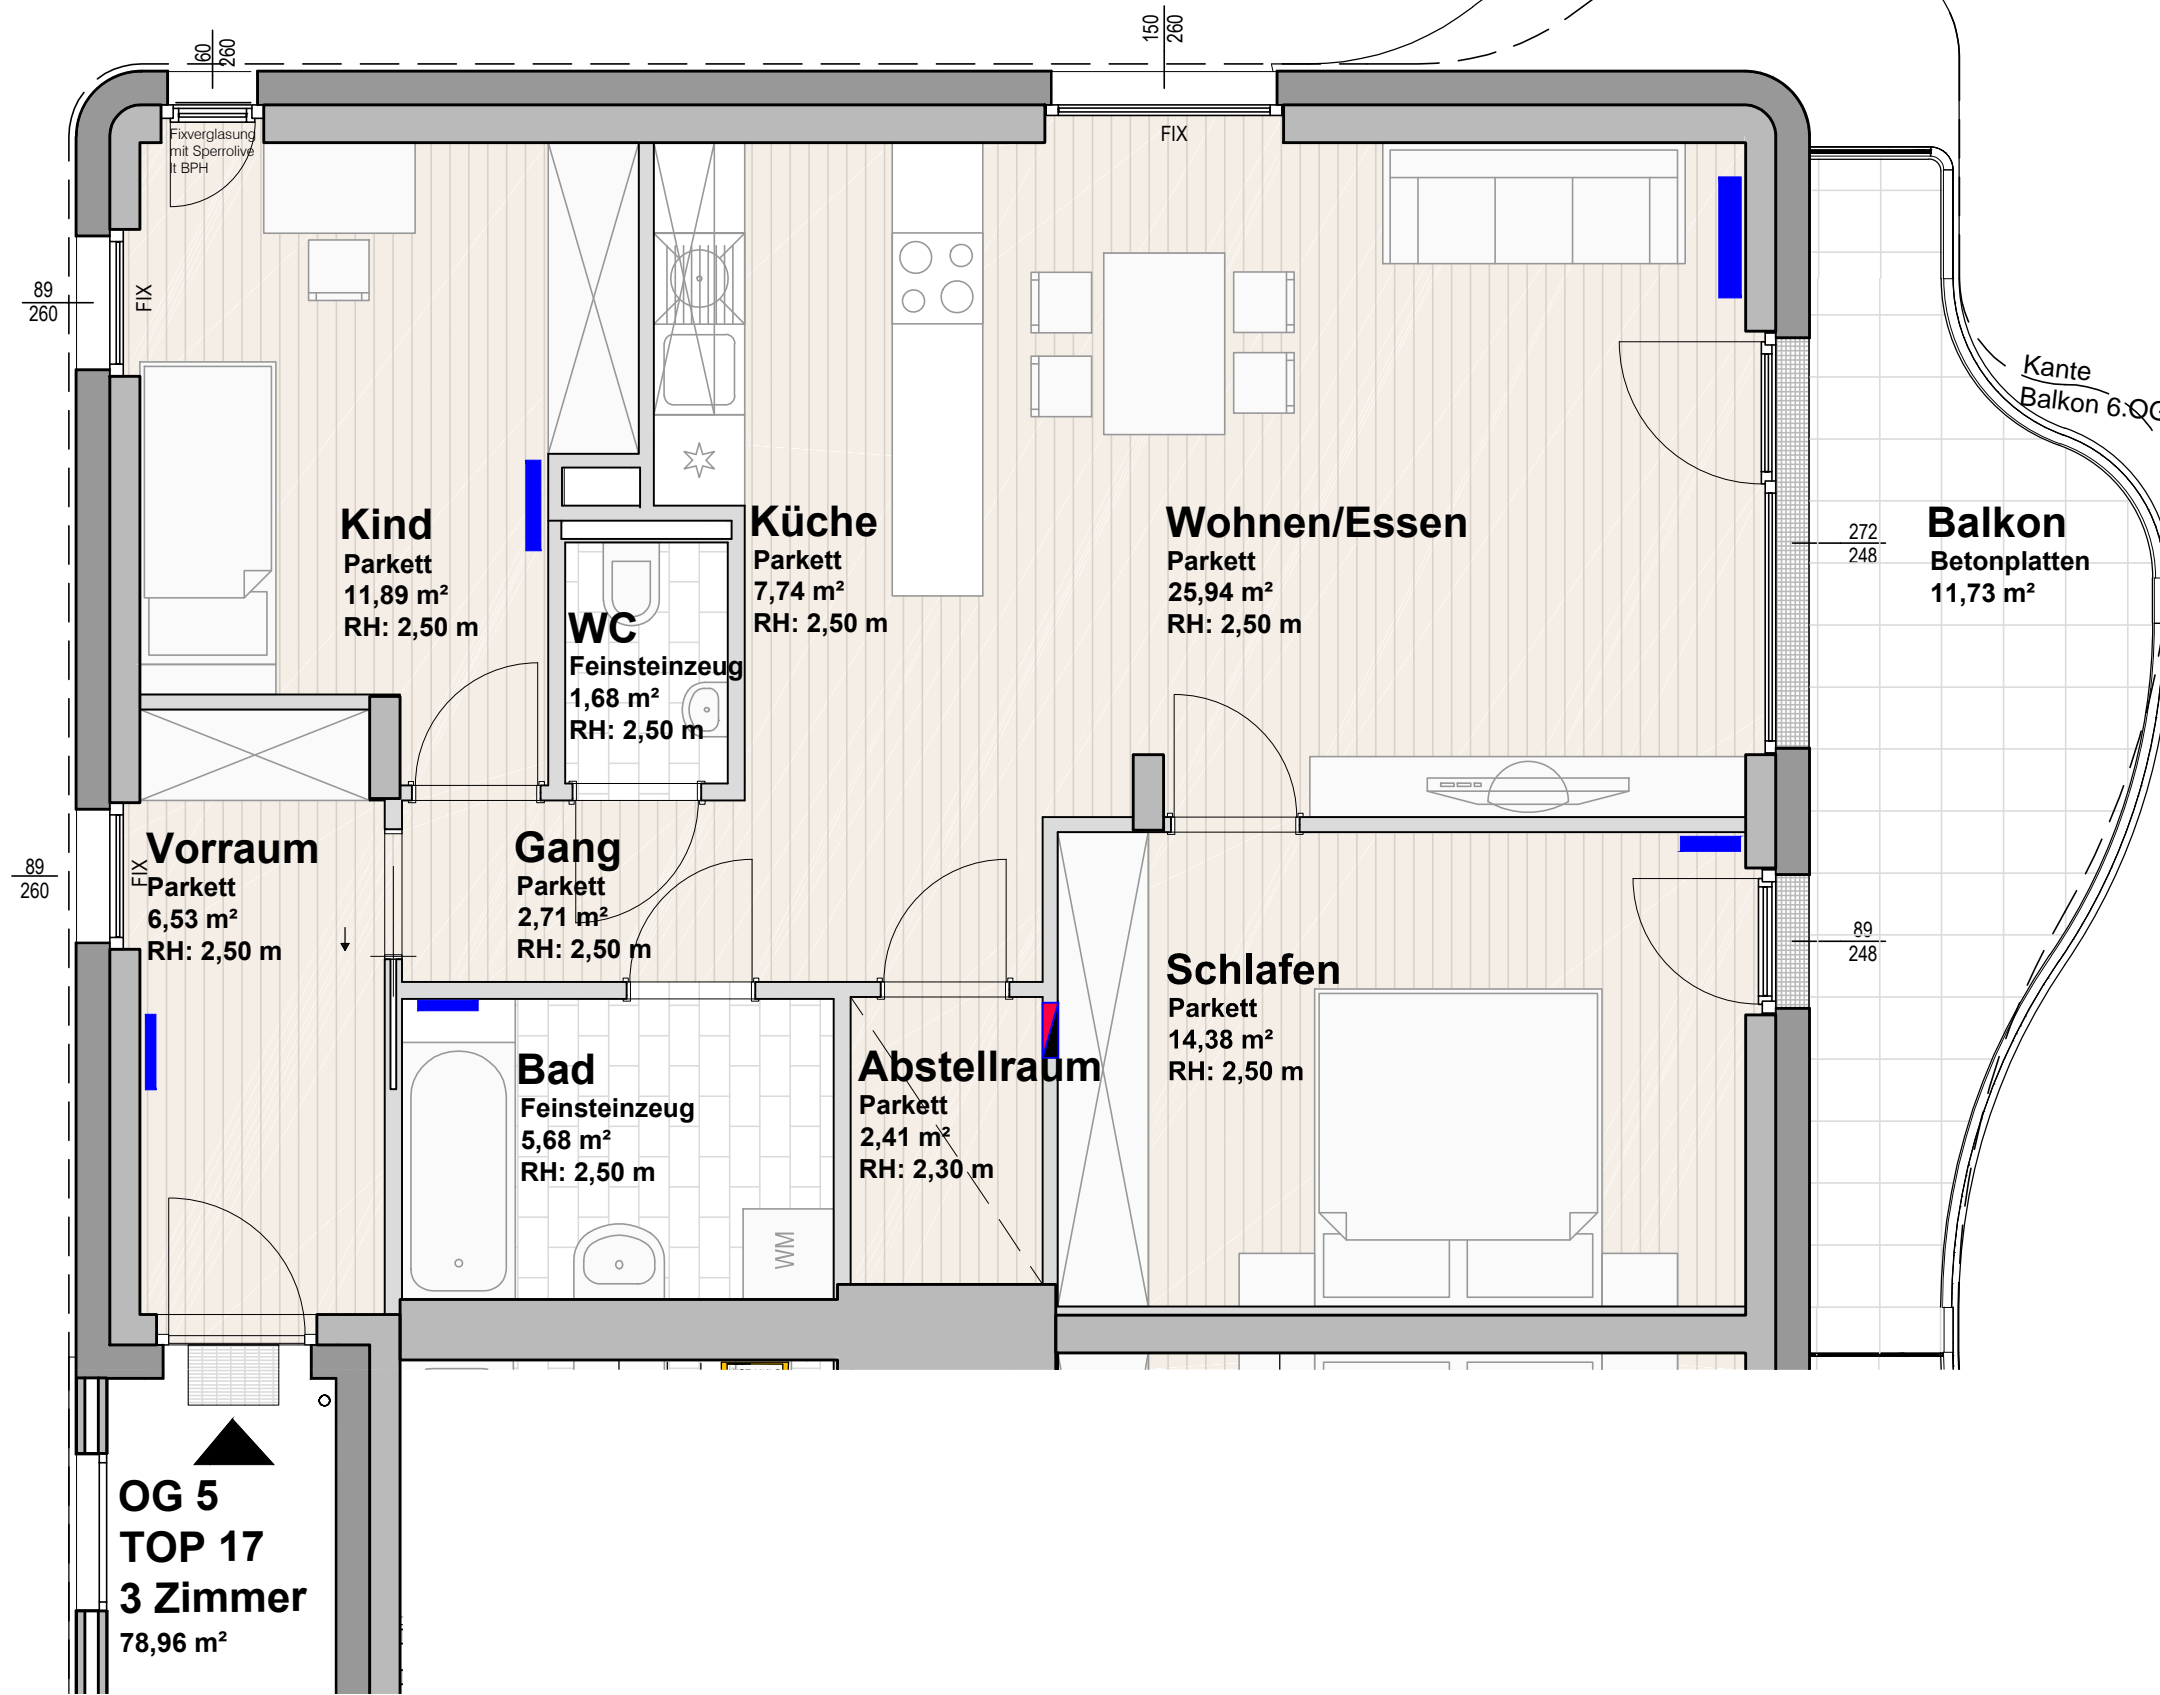 60
260
150
260
Fixverglasung
mit Sperrolive
lt BPH
FIX
89
260
FIX
Kante
Balkon 6.OG
Kind
Parkett
11,89 m²
RH: 2,50 m
Küche
Parkett
7,74 m²
RH: 2,50 m
Wohnen/Essen
Parkett
25,94 m²
RH: 2,50 m
272
248
Balkon
Betonplatten
11,73 m²
WC
Feinsteinzeug
1,68 m²
RH: 2,50 m
89
260
FIX
Vorraum
Parkett
6,53 m²
RH: 2,50 m
Gang
Parkett
2,71 m²
RH: 2,50 m
89
248
Schlafen
Parkett
14,38 m²
RH: 2,50 m
Bad
Feinsteinzeug
5,68 m²
RH: 2,50 m
Abstellraum
Parkett
2,41 m²
RH: 2,30 m
WM
OG 5
TOP 17
3 Zimmer
78,96 m²